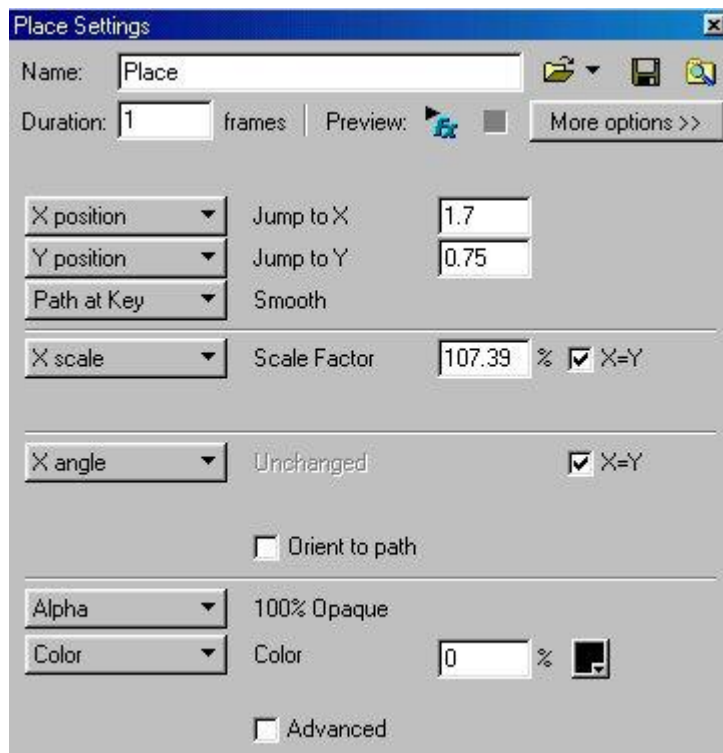 Place Settings
Name: Place
Duration: 1 frames Preview: fx More options >>
X position Jump to X 1.7
Y position Jump to Y 0.75
Path at Key Smooth
X scale Scale Factor 107.39 % X=Y
X angle Unchanged X=Y
Orient to path
Alpha 100% Opaque
Color Color 0 %
Advanced